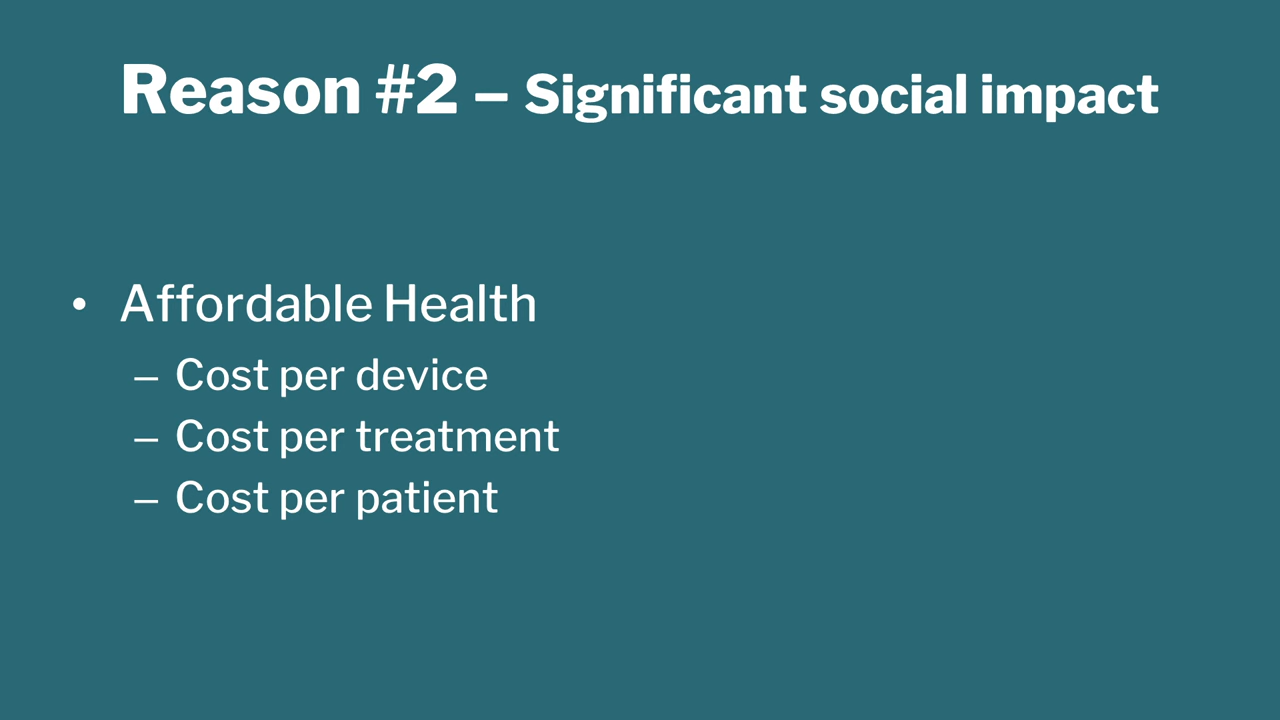 Reason #2 – Significant social impact
• Affordable Health
– Cost per device
– Cost per treatment
– Cost per patient